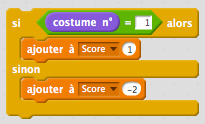 si costume n° = 1 alors
ajouter à Score 1
sinon
ajouter à Score -2